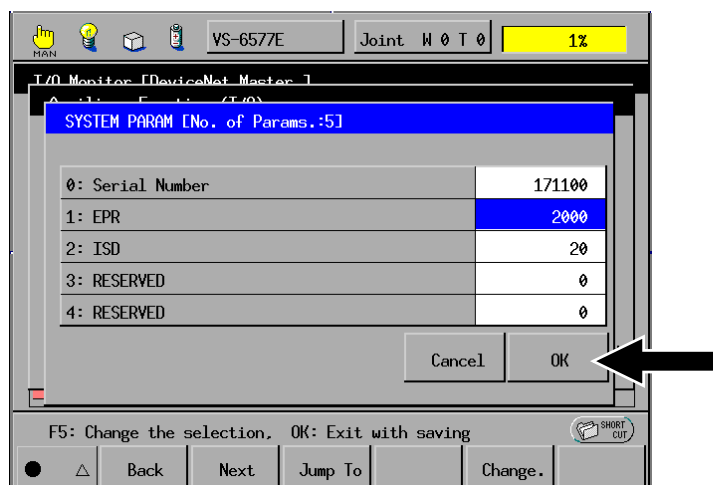 MAN VS-6577E Joint W 0 T 0 1%
I/O Monitor [DeviceNet Master ]
Auxiliary Function (I/O)
SYSTEM PARAM [No. of Params.:5]
0: Serial Number 171100
1: EPR 2000
2: ISD 20
3: RESERVED 0
4: RESERVED 0
Cancel OK
F5: Change the selection, OK: Exit with saving SHORT CUT
Back Next Jump To Change.